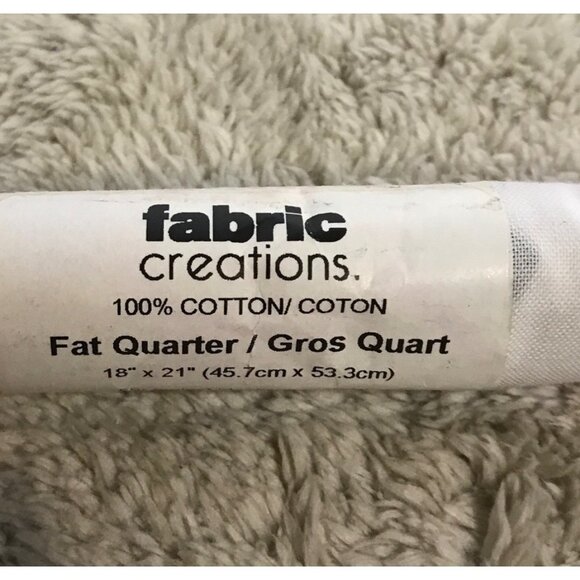 fabric
creations.
100% COTTON/ COTON
Fat Quarter / Gros Quart
18" x 21" (45.7cm x 53.3cm)